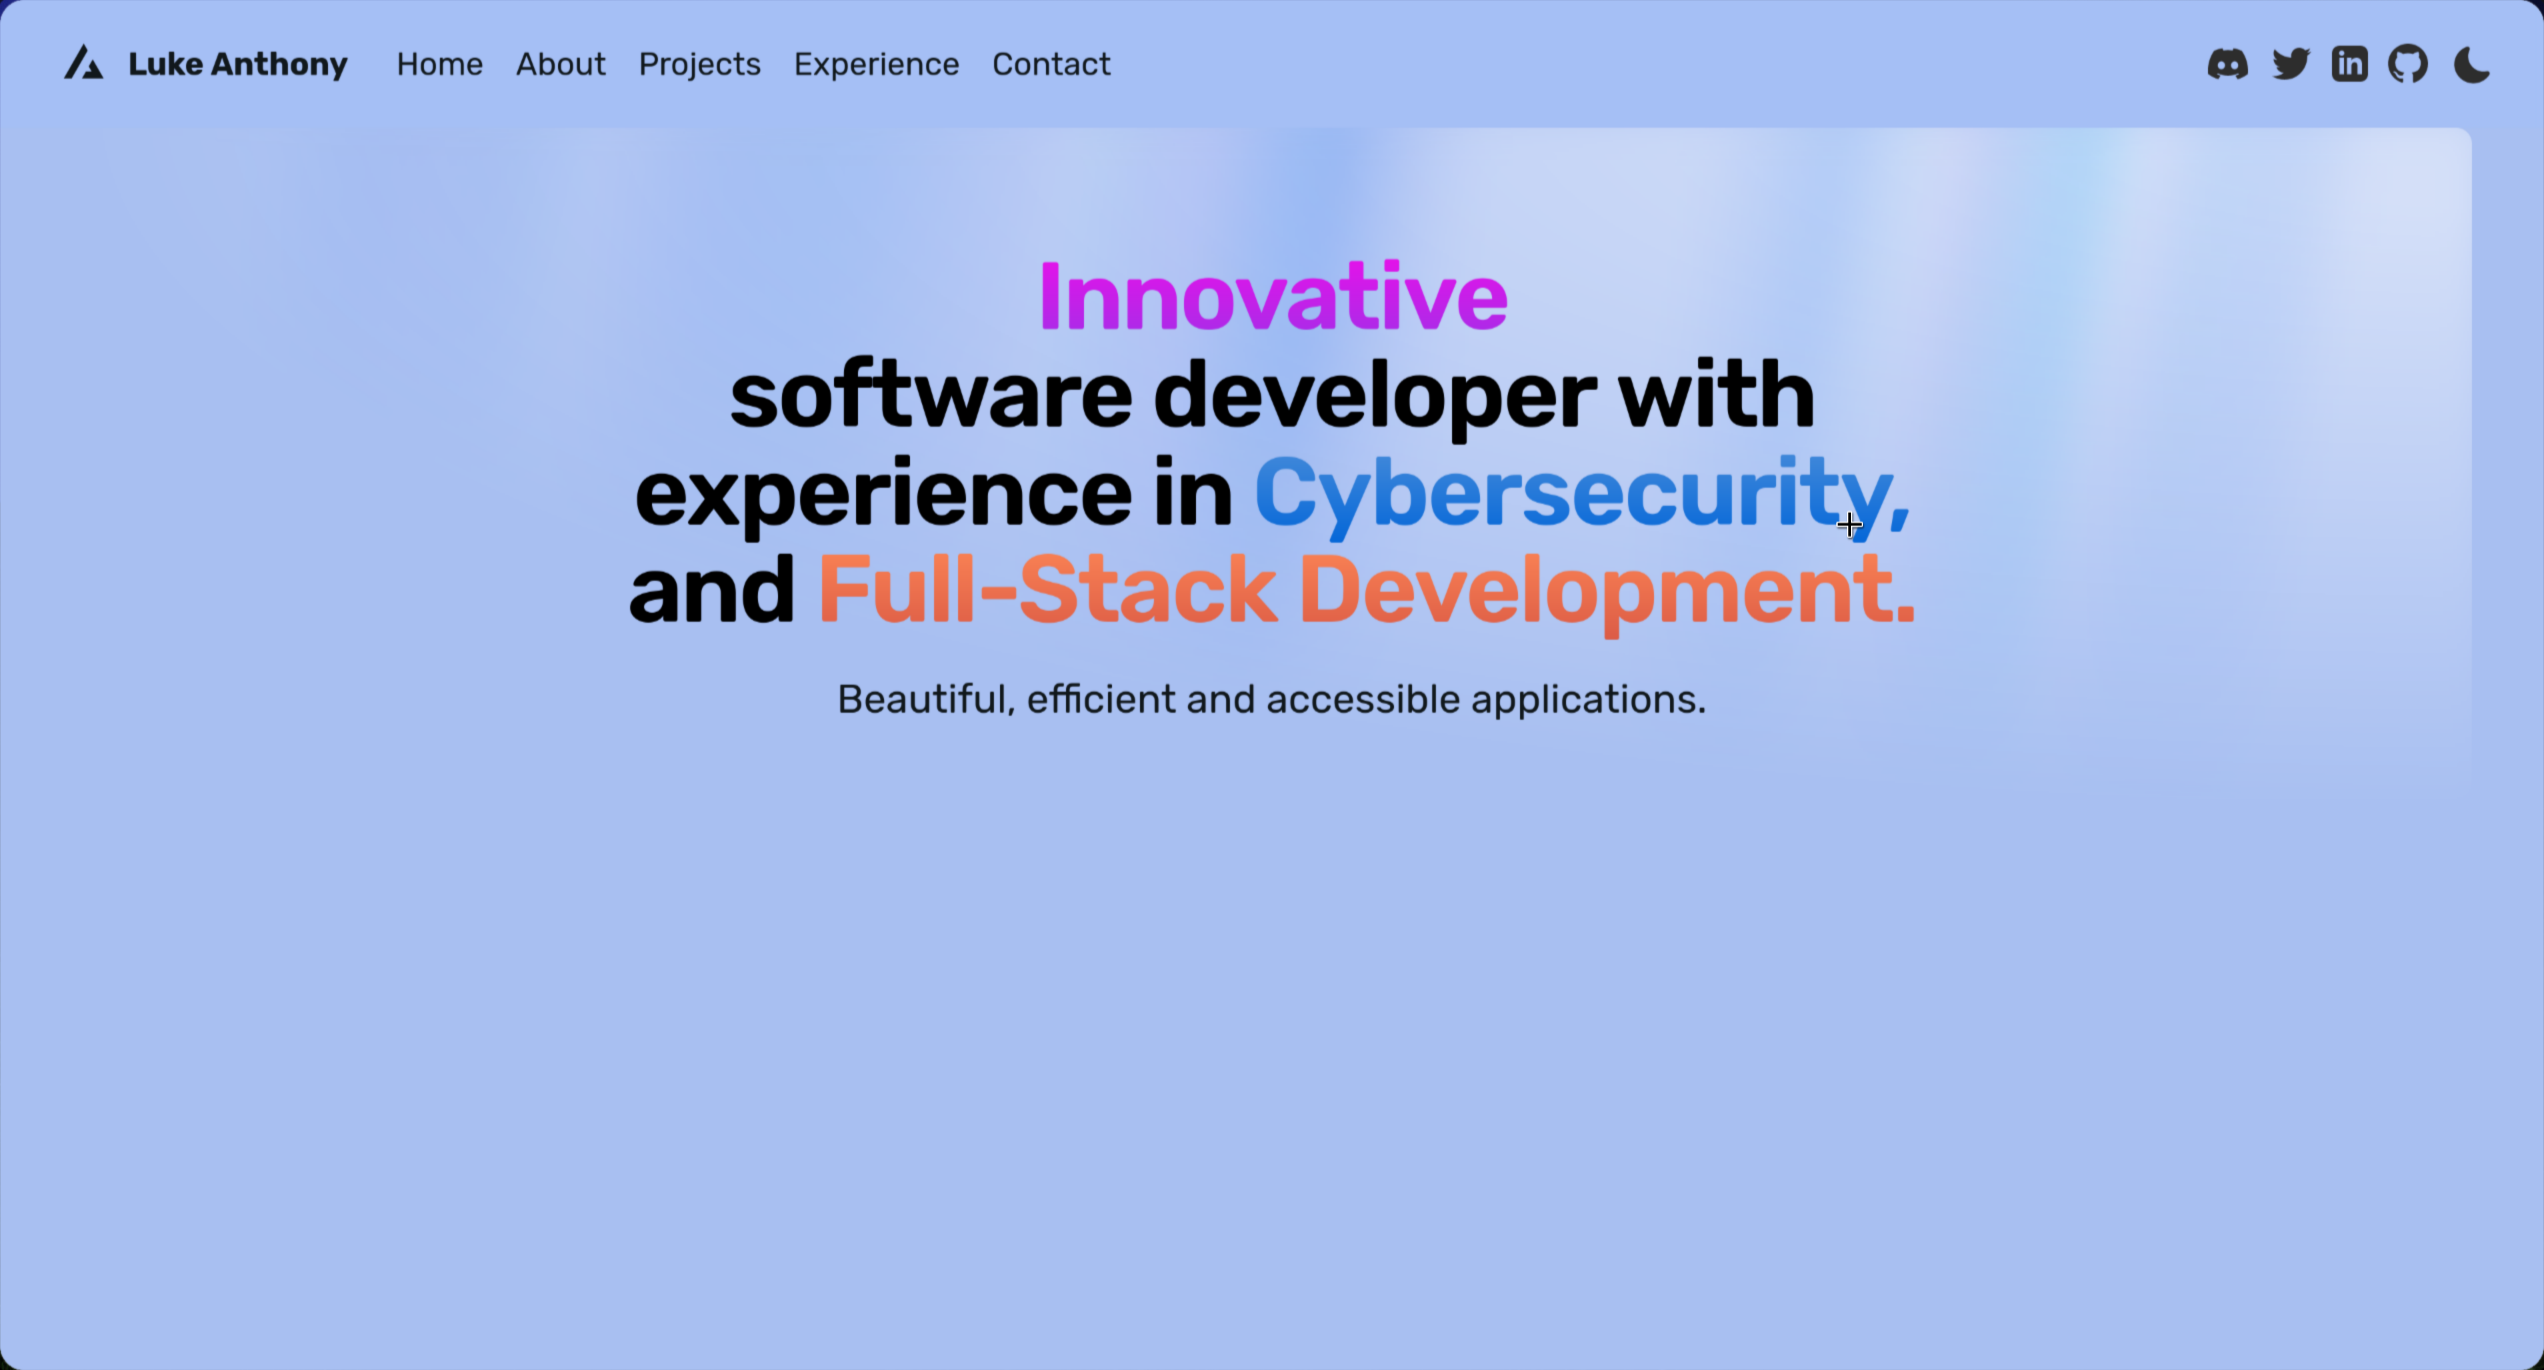 Luke Anthony Home About Projects Experience Contact
Innovative
software developer with
experience in Cybersecurity,
and Full-Stack Development.
Beautiful, efficient and accessible applications.